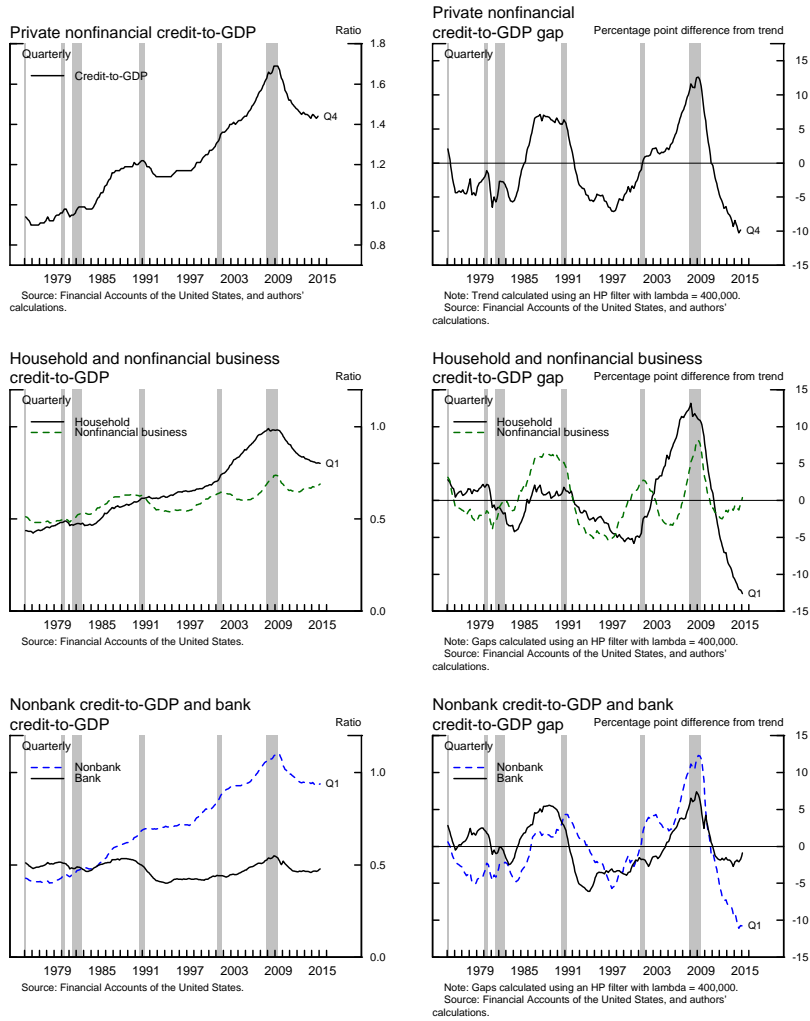 Private nonfinancial credit-to-GDP
Ratio
Quarterly
Credit-to-GDP
1.8
1.6
1.4
1.2
1.0
0.8
Q4
1979 1985 1991 1997 2003 2009 2015
Source: Financial Accounts of the United States, and authors'
calculations.
Private nonfinancial
credit-to-GDP gap
Percentage point difference from trend
Quarterly
15
10
5
0
-5
-10
-15
Q4
1979 1985 1991 1997 2003 2009 2015
Note: Trend calculated using an HP filter with lambda = 400,000.
Source: Financial Accounts of the United States, and authors'
calculations.
Household and nonfinancial business
credit-to-GDP
Ratio
Quarterly
Household
Nonfinancial business
1.0
0.5
0.0
Q1
1979 1985 1991 1997 2003 2009 2015
Source: Financial Accounts of the United States.
Household and nonfinancial business
credit-to-GDP gap
Percentage point difference from trend
Quarterly
Household
Nonfinancial business
15
10
5
0
-5
-10
-15
Q1
1979 1985 1991 1997 2003 2009 2015
Note: Gaps calculated using an HP filter with lambda = 400,000.
Source: Financial Accounts of the United States, and authors'
calculations.
Nonbank credit-to-GDP and bank
credit-to-GDP
Ratio
Quarterly
Nonbank
Bank
1.0
0.5
0.0
Q1
1979 1985 1991 1997 2003 2009 2015
Source: Financial Accounts of the United States.
Nonbank credit-to-GDP and bank
credit-to-GDP gap
Percentage point difference from trend
Quarterly
Nonbank
Bank
15
10
5
0
-5
-10
-15
Q1
1979 1985 1991 1997 2003 2009 2015
Note: Gaps calculated using an HP filter with lambda = 400,000.
Source: Financial Accounts of the United States, and authors'
calculations.